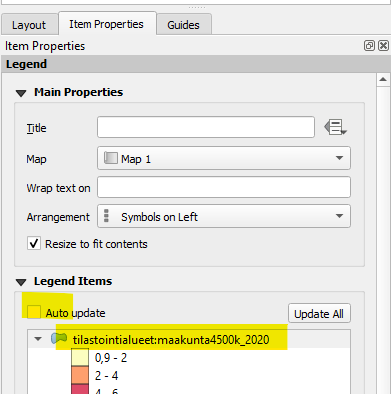 Layout Item Properties Guides
Item Properties
Legend
Main Properties
Title
Map Map 1
Wrap text on
Arrangement Symbols on Left
Resize to fit contents
Legend Items
Auto update Update All
tilastointialueet:maakunta4500k_2020
0,9 - 2
2 - 4
4 - 6